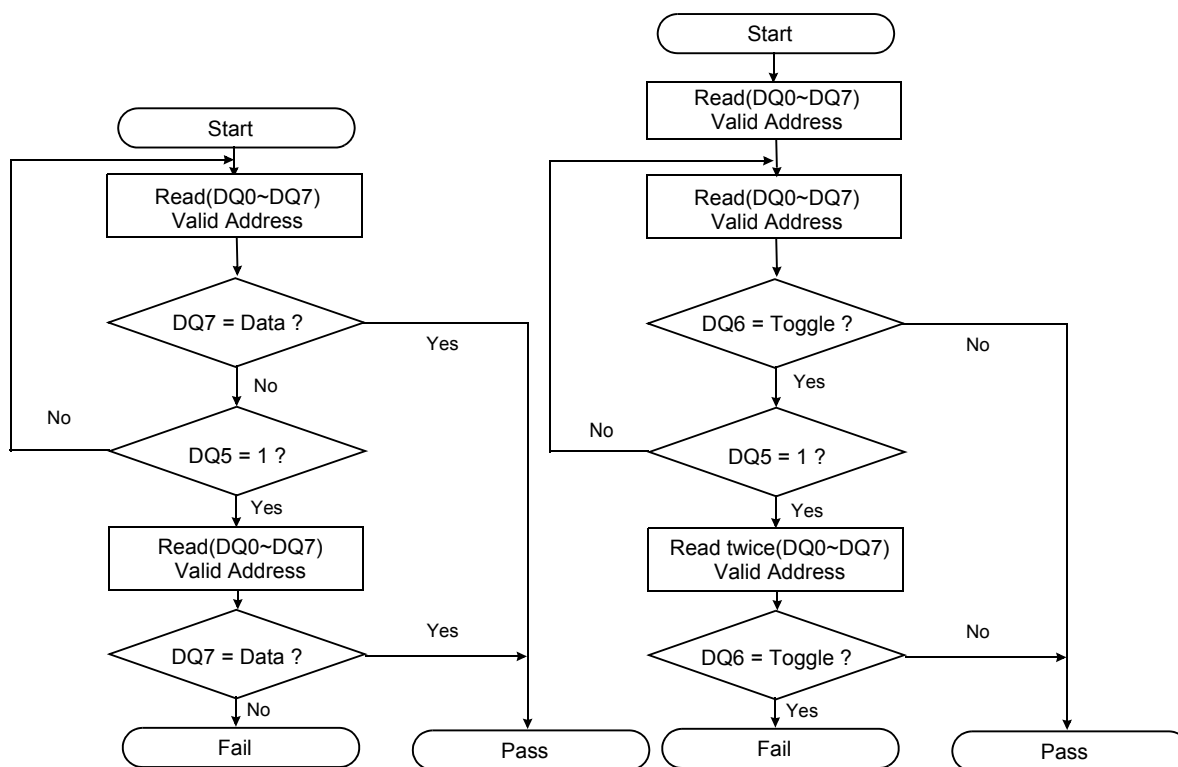 Start
Read(DQ0~DQ7)
Valid Address
DQ7 = Data ?
Yes
No
No
DQ5 = 1 ?
Yes
Read(DQ0~DQ7)
Valid Address
DQ7 = Data ?
Yes
No
Fail
Pass
Start
Read(DQ0~DQ7)
Valid Address
Read(DQ0~DQ7)
Valid Address
DQ6 = Toggle ?
No
Yes
No
DQ5 = 1 ?
Yes
Read twice(DQ0~DQ7)
Valid Address
DQ6 = Toggle ?
No
Yes
Fail
Pass